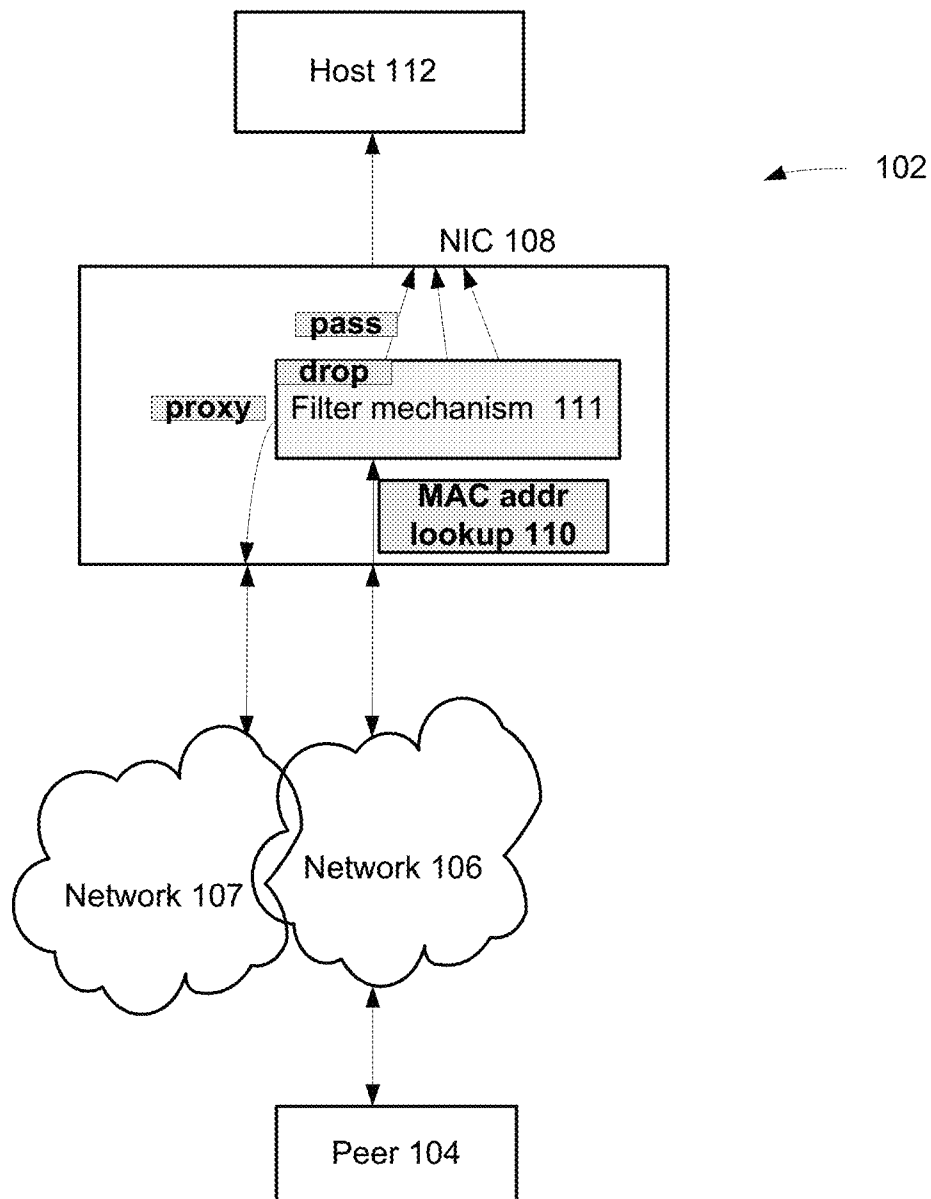 Host 112
102
NIC 108
pass
drop
proxy
Filter mechanism 111
MAC addr
lookup 110
Network 106
Network 107
Peer 104